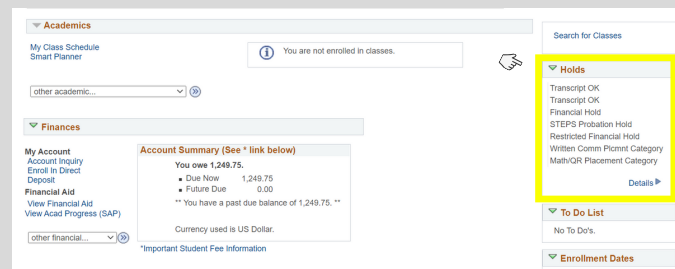 Academics
My Class Schedule
Smart Planner
You are not enrolled in classes.
other academic...
Finances
My Account
Account Inquiry
Enroll In Direct
Deposit
Financial Aid
View Financial Aid
View Acad Progress (SAP)
other financial...
Account Summary (See * link below)
You owe 1,249.75.
▪ Due Now 1,249.75
▪ Future Due 0.00
** You have a past due balance of 1,249.75. **
Currency used is US Dollar.
*Important Student Fee Information
Search for Classes
Holds
Transcript OK
Transcript OK
Financial Hold
STEPS Probation Hold
Restricted Financial Hold
Written Comm Plcmnt Category
Math/QR Placement Category
Details
To Do List
No To Do's.
Enrollment Dates